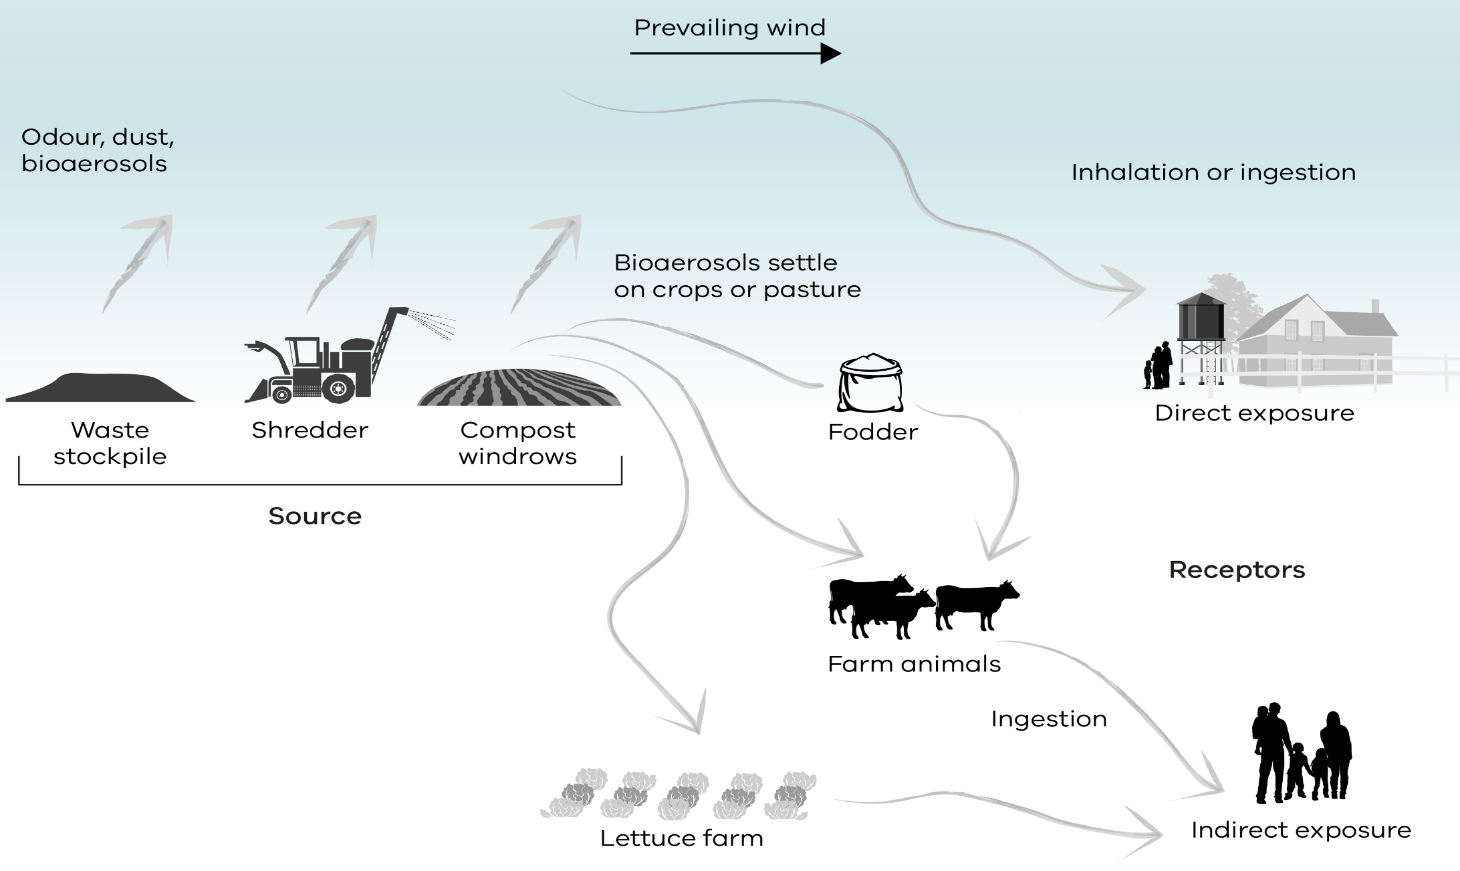 Prevailing wind
Odour, dust,
bioaerosols
Inhalation or ingestion
Bioaerosols settle
on crops or pasture
Waste
stockpile
Shredder
Compost
windrows
Source
Fodder
Direct exposure
Receptors
Farm animals
Ingestion
Lettuce farm
Indirect exposure